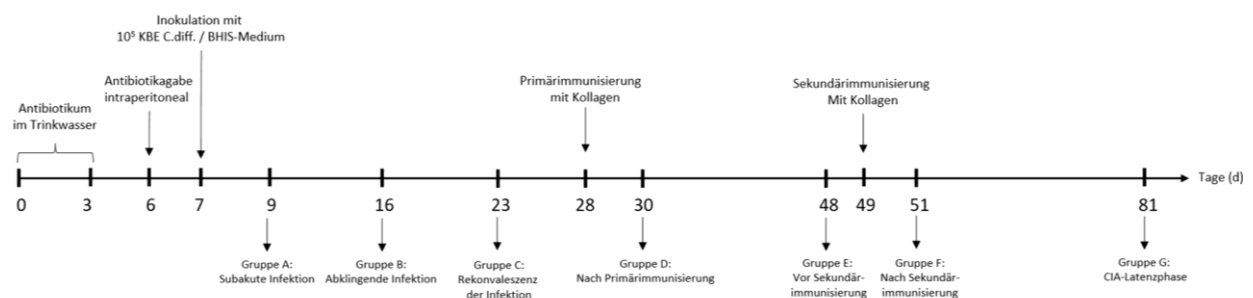 Inokulation mit
10⁵ KBE C.diff. / BHIS-Medium
Antibiotikagabe
intraperitoneal
Antibiotikum
im Trinkwasser
Primärimmunisierung
mit Kollagen
Sekundärimmunisierung
Mit Kollagen
Tage (d)
0 3 6 7 9 16 23 28 30 48 49 51 81
Gruppe A:
Subakute Infektion
Gruppe B:
Abklingende Infektion
Gruppe C:
Rekonvaleszenz
der Infektion
Gruppe D:
Nach Primärimmunisierung
Gruppe E:
Vor Sekundär-
immunisierung
Gruppe F:
Nach Sekundär-
immunisierung
Gruppe G:
CIA-Latenzphase